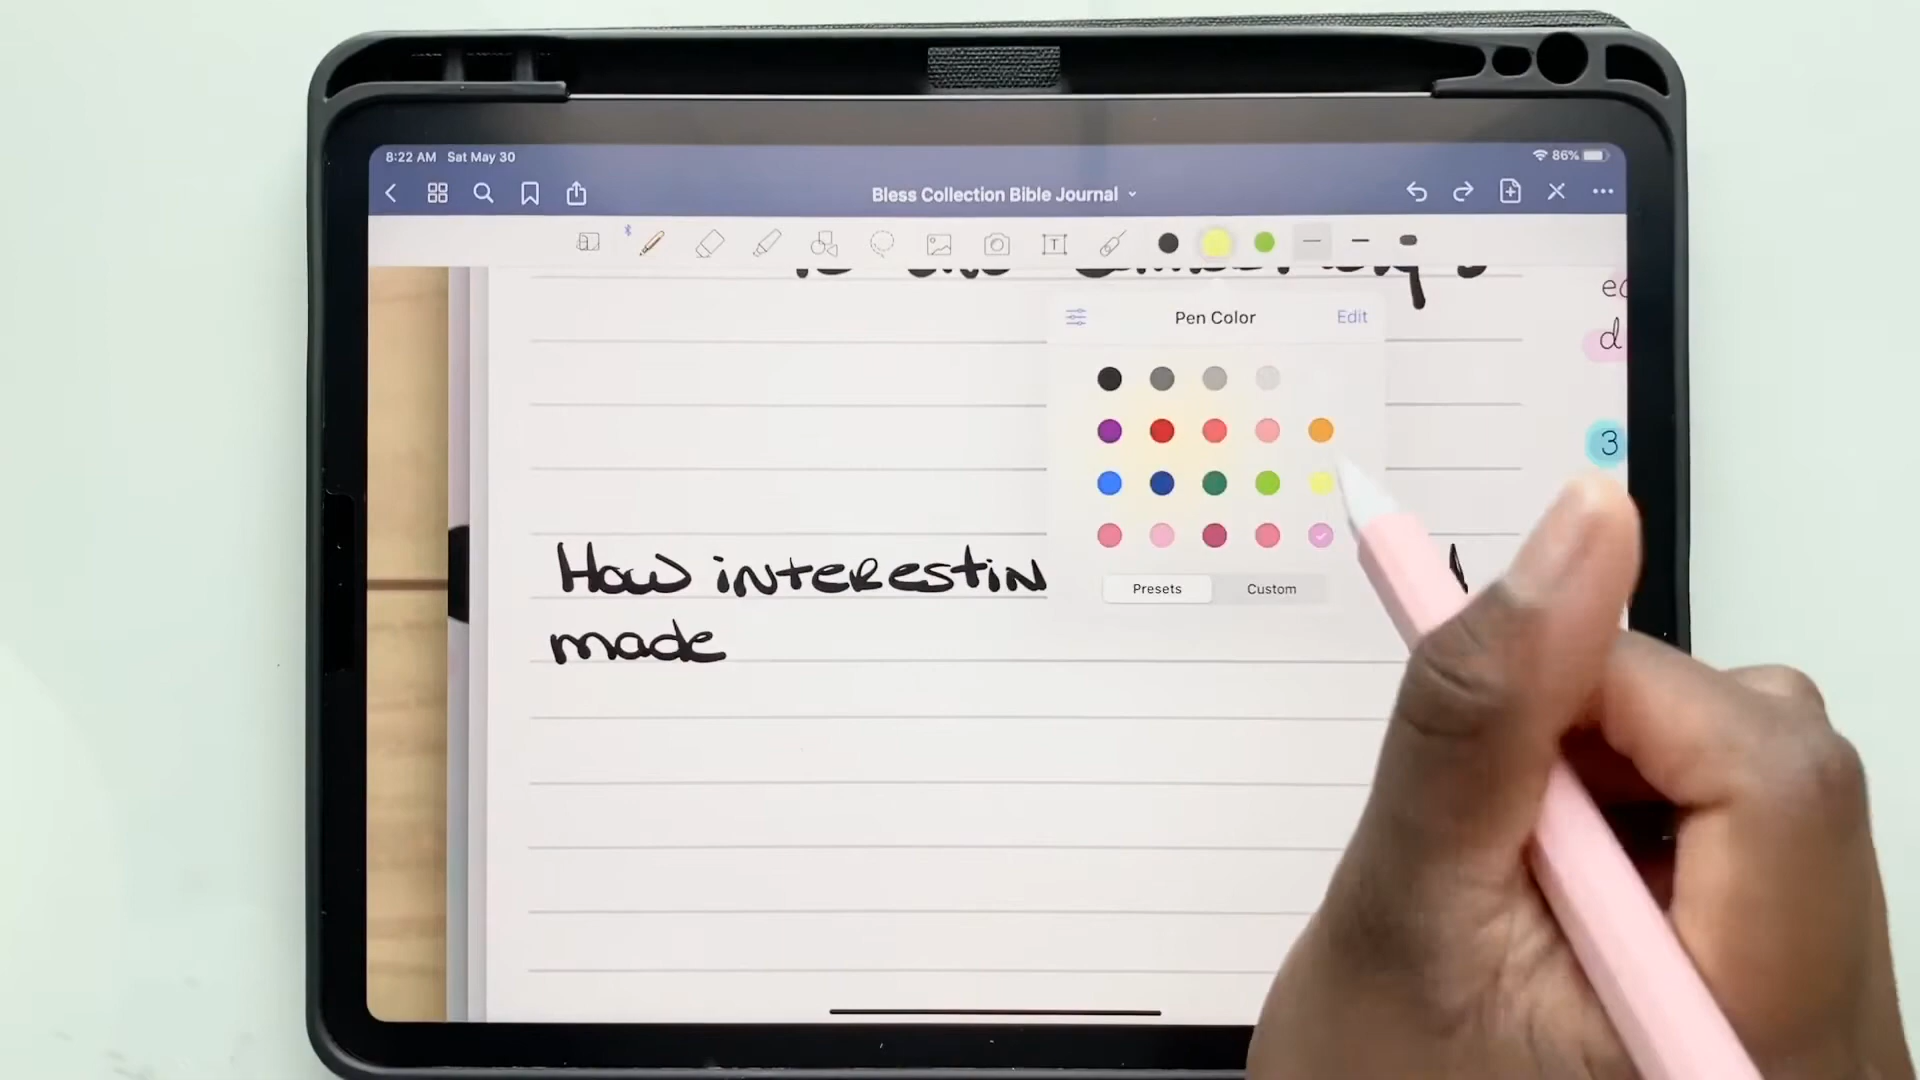 8:22 AM Sat May 30
86%
Bless Collection Bible Journal
T
Pen Color
Edit
d
3
How interestin
made
Presets
Custom